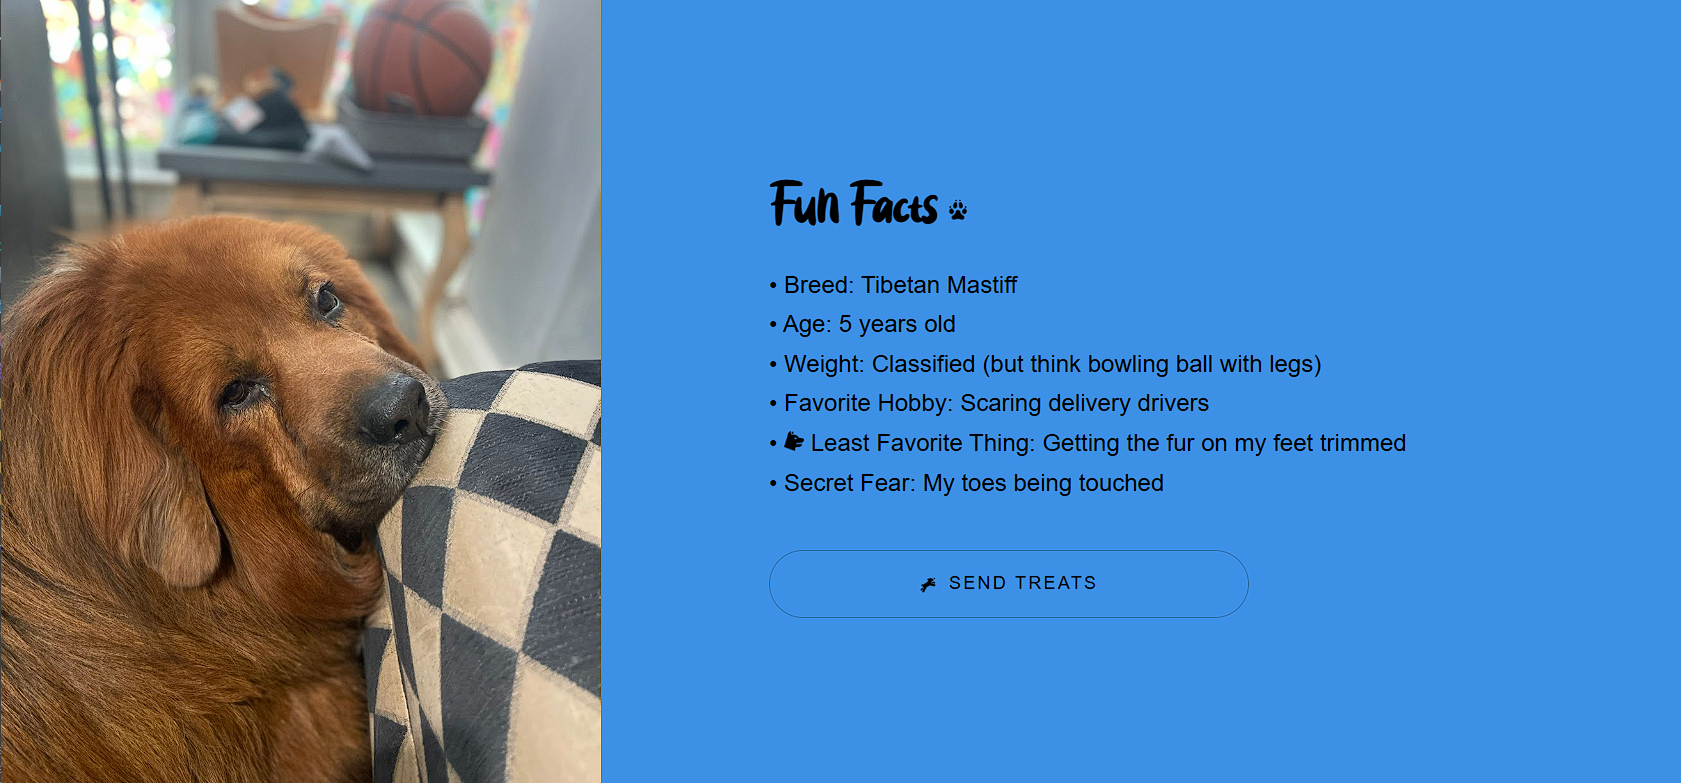 Fun Facts
• Breed: Tibetan Mastiff
• Age: 5 years old
• Weight: Classified (but think bowling ball with legs)
• Favorite Hobby: Scaring delivery drivers
• Least Favorite Thing: Getting the fur on my feet trimmed
• Secret Fear: My toes being touched
SEND TREATS